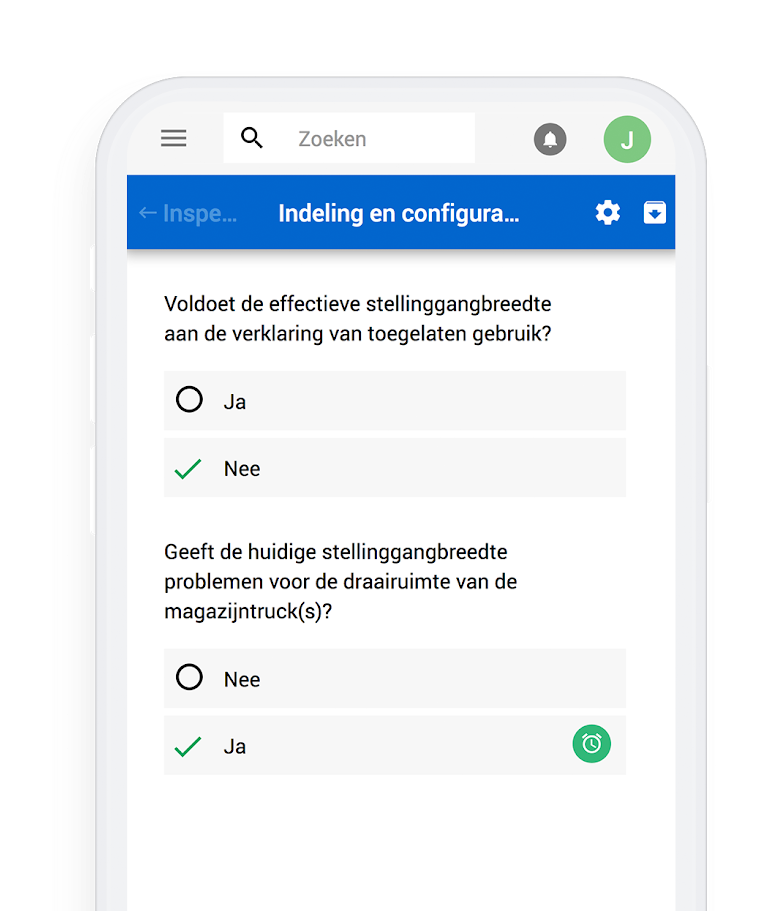 Zoeken
J
← Inspe...
Indeling en configura...
Voldoet de effectieve stellinggangbreedte
aan de verklaring van toegelaten gebruik?
Ja
Nee
Geeft de huidige stellinggangbreedte
problemen voor de draairuimte van de
magazijntruck(s)?
Nee
Ja